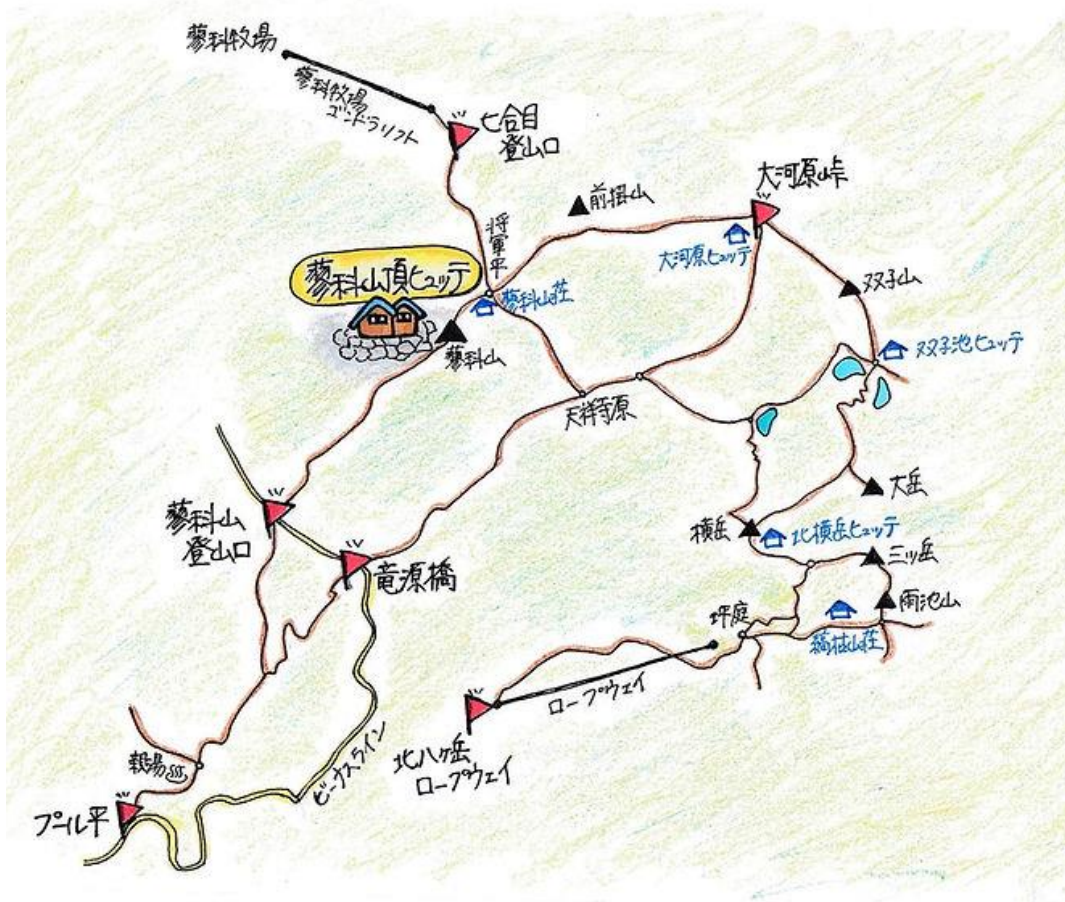 蓼科牧場
蓼科牧場
ゴンドラリフト
七合目
登山口
前掛山
大河原峠
将軍平
大河原ヒュッテ
蓼科山頂ヒュッテ
蓼科山荘
双子山
蓼科山
双子池ヒュッテ
天祥寺原
大岳
蓼科山
登山口
横岳
北横岳ヒュッテ
竜源橋
三ッ岳
雨池山
坪庭
縞枯山荘
ロープウェイ
北八ヶ岳
ロープウェイ
ビーナスライン
親湯
プール平